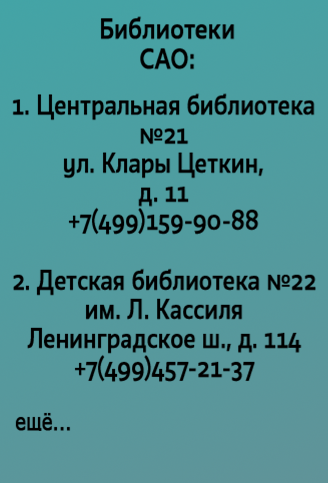 Библиотеки
САО:
1. Центральная библиотека
№21
ул. Клары Цеткин,
д. 11
+7(499)159-90-88
2. Детская библиотека №22
им. Л. Кассиля
Ленинградское ш., д. 114
+7(499)457-21-37
ещё...